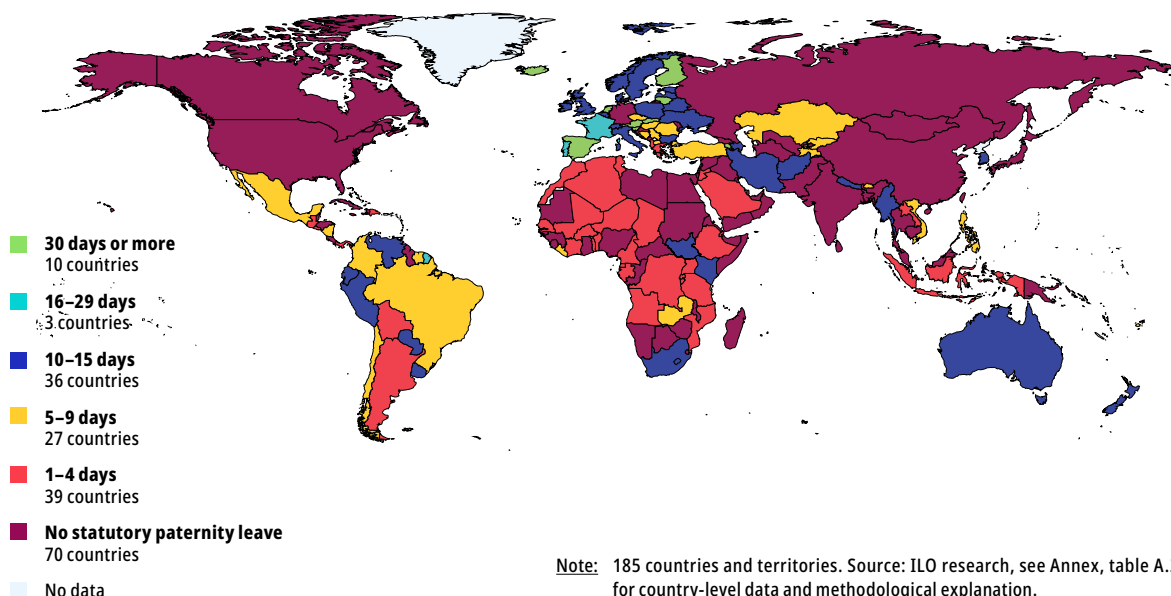 30 days or more
10 countries
16–29 days
3 countries
10–15 days
36 countries
5–9 days
27 countries
1–4 days
39 countries
No statutory paternity leave
70 countries
No data
Note: 185 countries and territories. Source: ILO research, see Annex, table A.
for country-level data and methodological explanation.